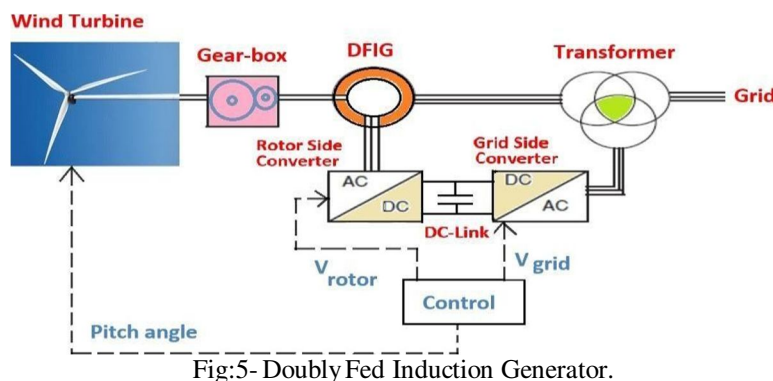 Wind Turbine
Gear-box
DFIG
Transformer
Grid
Rotor Side
Converter
Grid Side
Converter
AC
DC
DC
AC
DC-Link
V rotor
V grid
Control
Pitch angle
Fig:5- Doubly Fed Induction Generator.